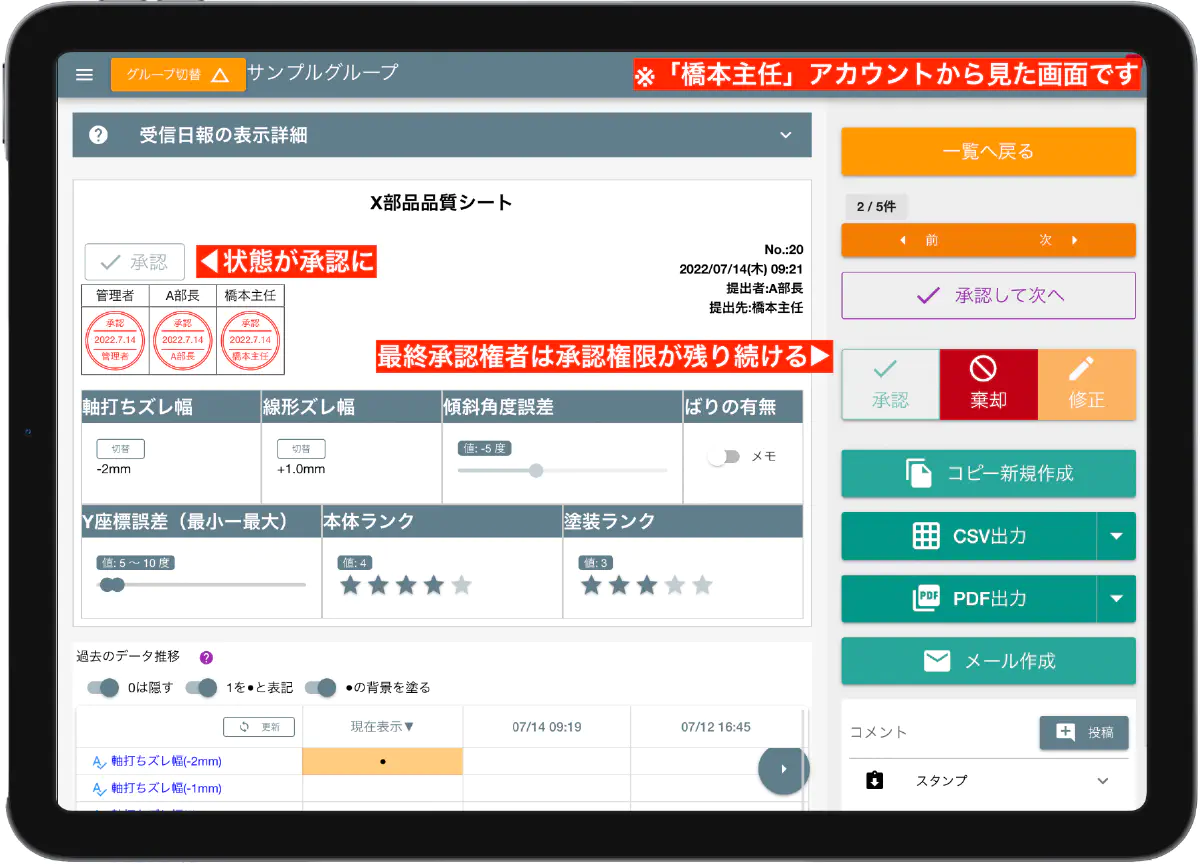 グループ切替
サンプルグループ
※「橋本主任」アカウントから見た画面です
受信日報の表示詳細
X部品品質シート
承認
◀状態が承認に
No.:20
2022/07/14(木) 09:21
提出者:A部長
提出先:橋本主任
管理者 A部長 橋本主任
承認 承認 承認
2022.7.14 2022.7.14 2022.7.14
管理者 A部長 橋本主任
最終承認権者は承認権限が残り続ける▶
軸打ちズレ幅 線形ズレ幅 傾斜角度誤差 ばりの有無
切替 切替 値: -5 度 メモ
-2mm +1.0mm
Y座標誤差（最小ー最大） 本体ランク 塗装ランク
値: 5 〜 10 度 値: 4 値: 3
過去のデータ推移
0は隠す 1を●と表記 ●の背景を塗る
更新 現在表示▼ 07/14 09:19 07/12 16:45
軸打ちズレ幅(-2mm) ●
軸打ちズレ幅(-1mm)
一覧へ戻る
2 / 5件
前 次
承認して次へ
承認 棄却 修正
コピー新規作成
CSV出力
PDF PDF出力
メール作成
コメント 投稿
スタンプ